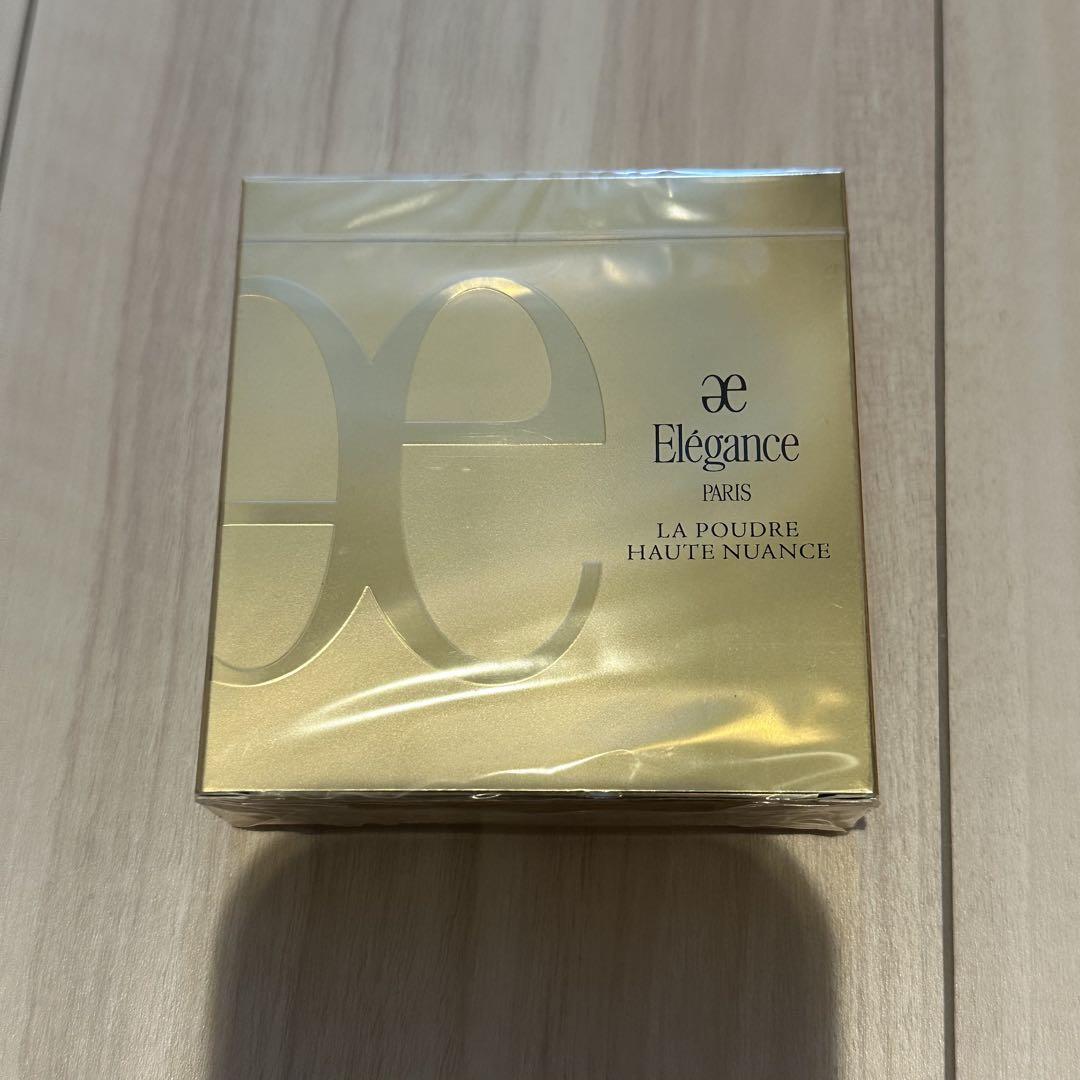 æ
Elégance
PARIS
LA POUDRE
HAUTE NUANCE